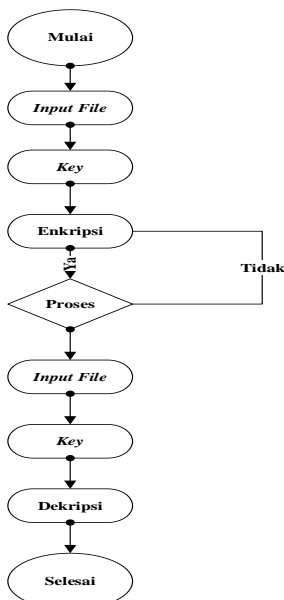 Mulai
Input File
Key
Enkripsi
Ya
Tidak
Proses
Input File
Key
Dekripsi
Selesai